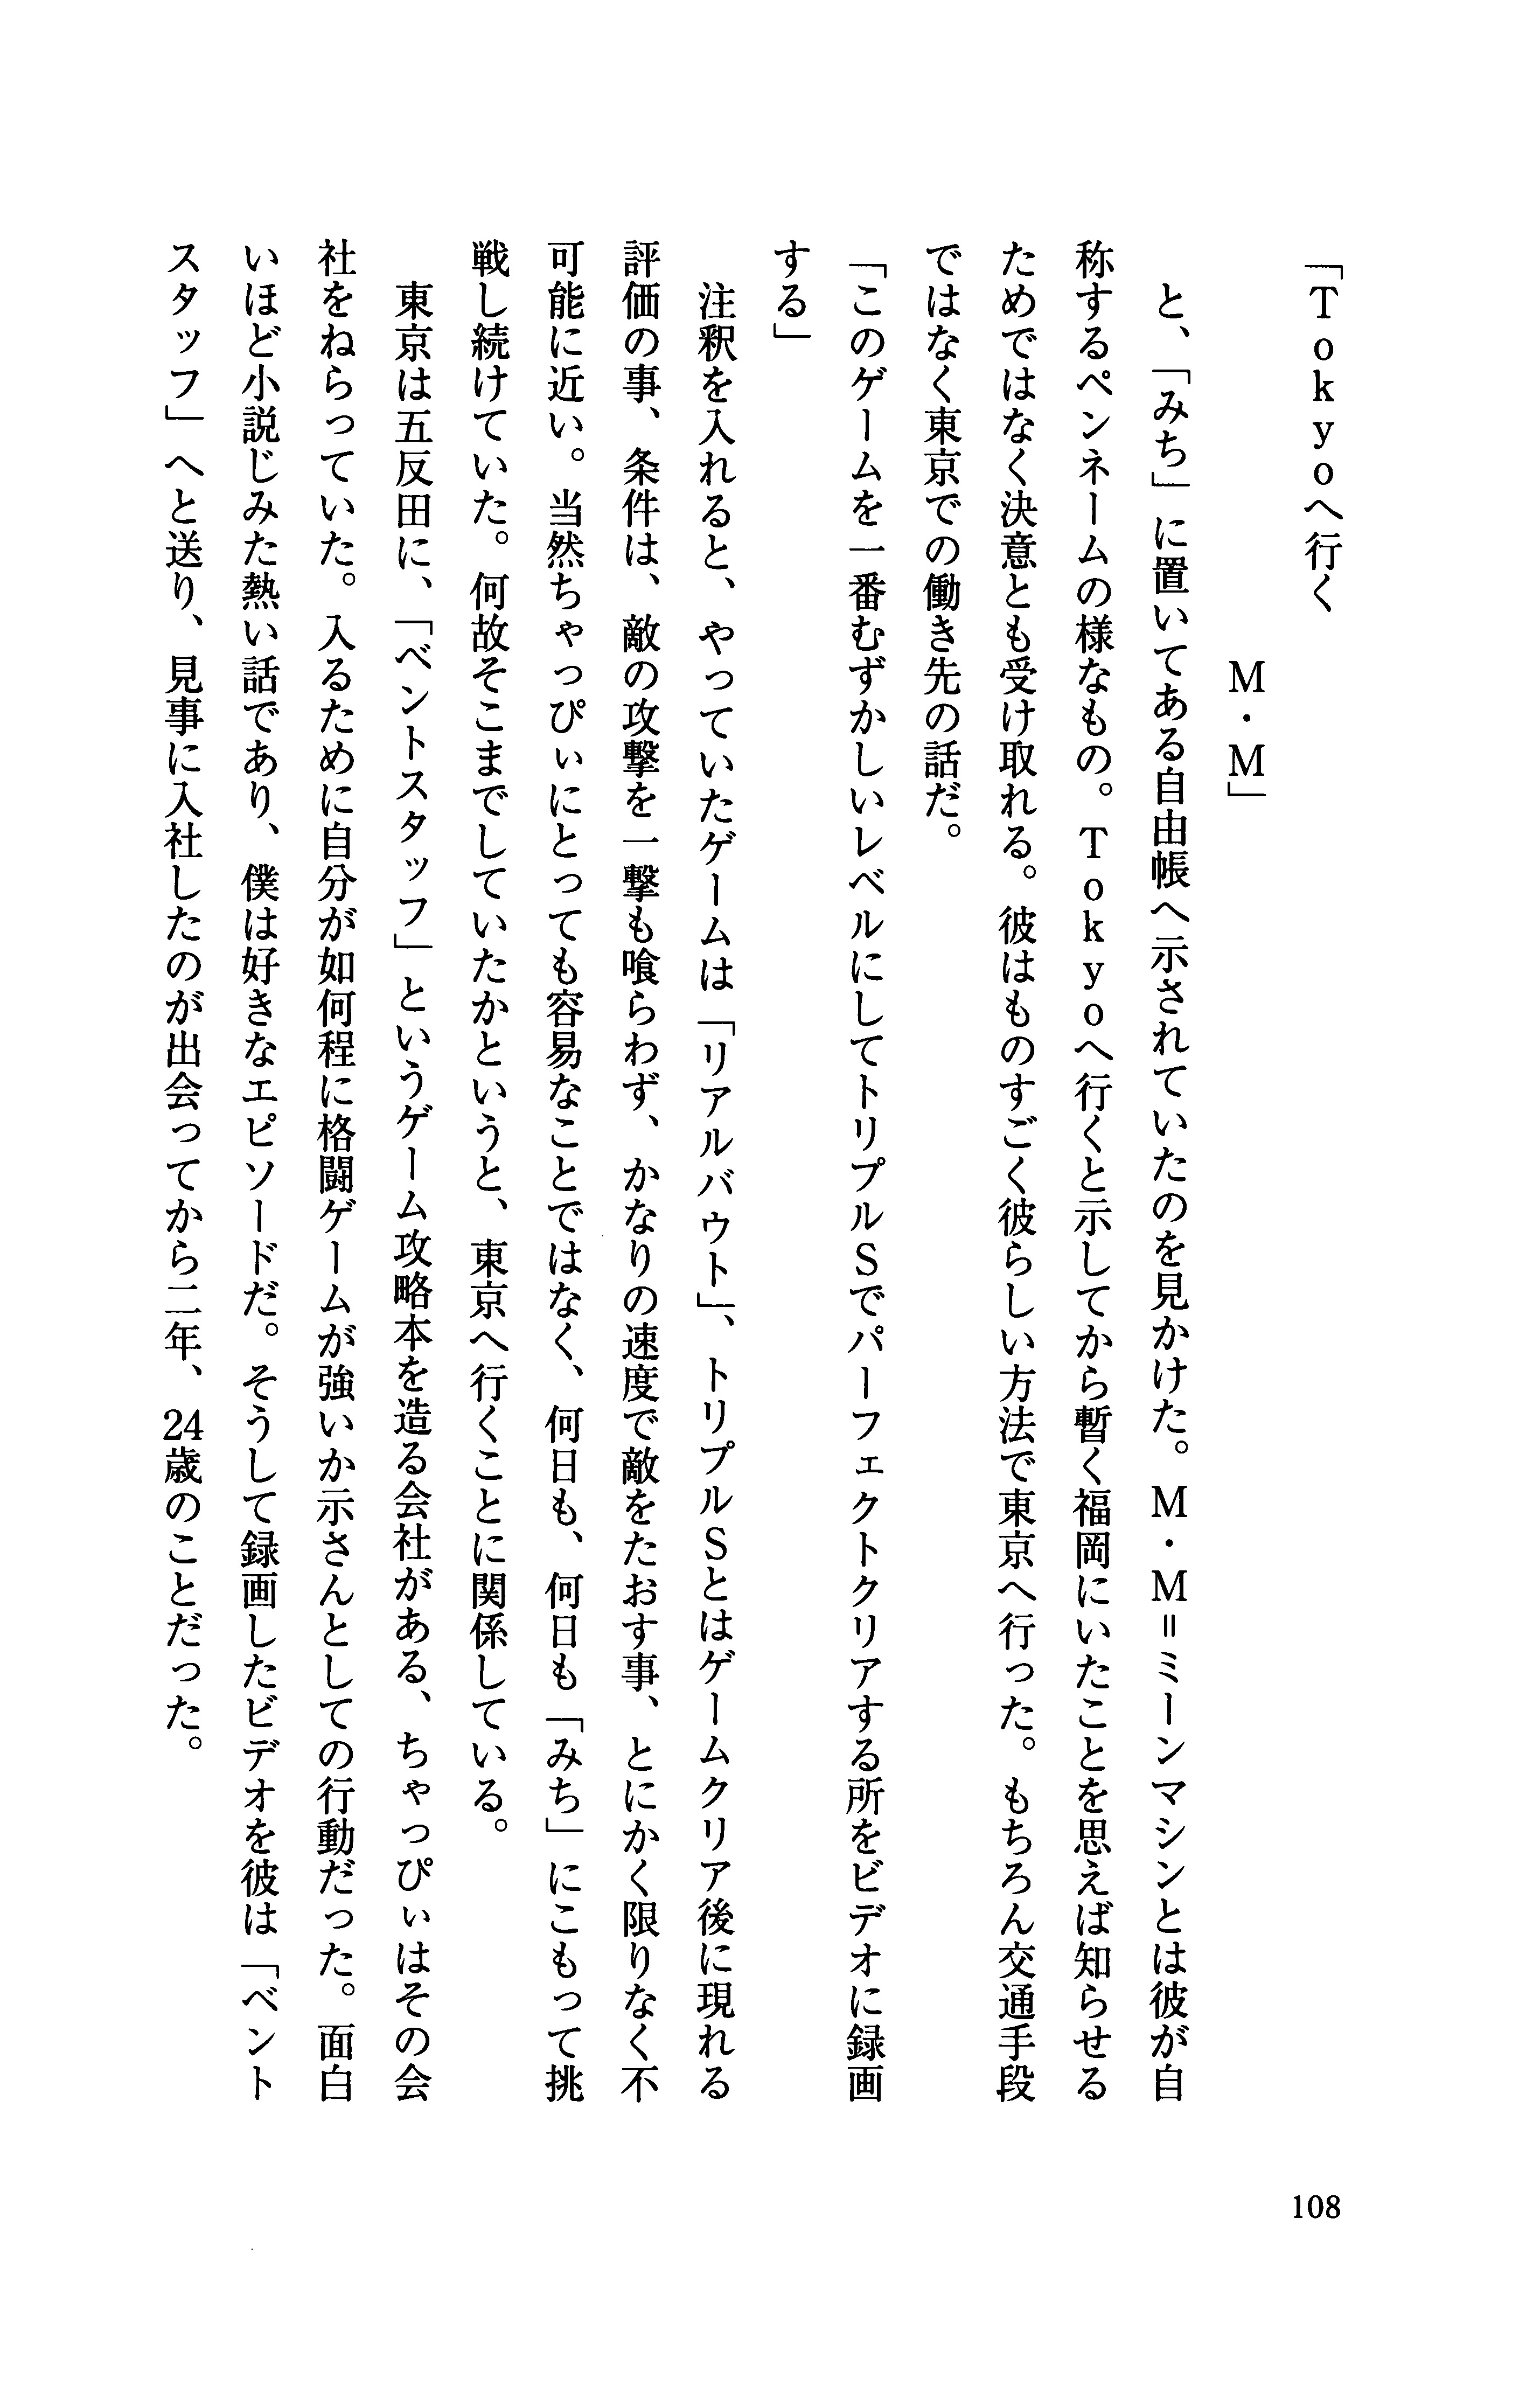 「Tokyoへ行く
M・M」
と、「みち」に置いてある自由帳へ示されていたのを見かけた。M・M＝ミーンマシンとは彼が自
称するペンネームの様なもの。Tokyoへ行くと示してから暫く福岡にいたことを思えば知らせる
ためではなく決意とも受け取れる。彼はものすごく彼らしい方法で東京へ行った。もちろん交通手段
ではなく東京での働き先の話だ。
「このゲームを一番むずかしいレベルにしてトリプルSでパーフェクトクリアする所をビデオに録画
する」
注釈を入れると、やっていたゲームは「リアルバウト」、トリプルSとはゲームクリア後に現れる
評価の事、条件は、敵の攻撃を一撃も喰らわず、かなりの速度で敵をたおす事、とにかく限りなく不
可能に近い。当然ちゃっぴぃにとっても容易なことではなく、何日も、何日も「みち」にこもって挑
戦し続けていた。何故そこまでしていたかというと、東京へ行くことに関係している。
東京は五反田に、「ベントスタッフ」というゲーム攻略本を造る会社がある、ちゃっぴぃはその会
社をねらっていた。入るために自分が如何程に格闘ゲームが強いか示さんとしての行動だった。面白
いほど小説じみた熱い話であり、僕は好きなエピソードだ。そうして録画したビデオを彼は「ベント
スタッフ」へと送り、見事に入社したのが出会ってから二年、24歳のことだった。
108